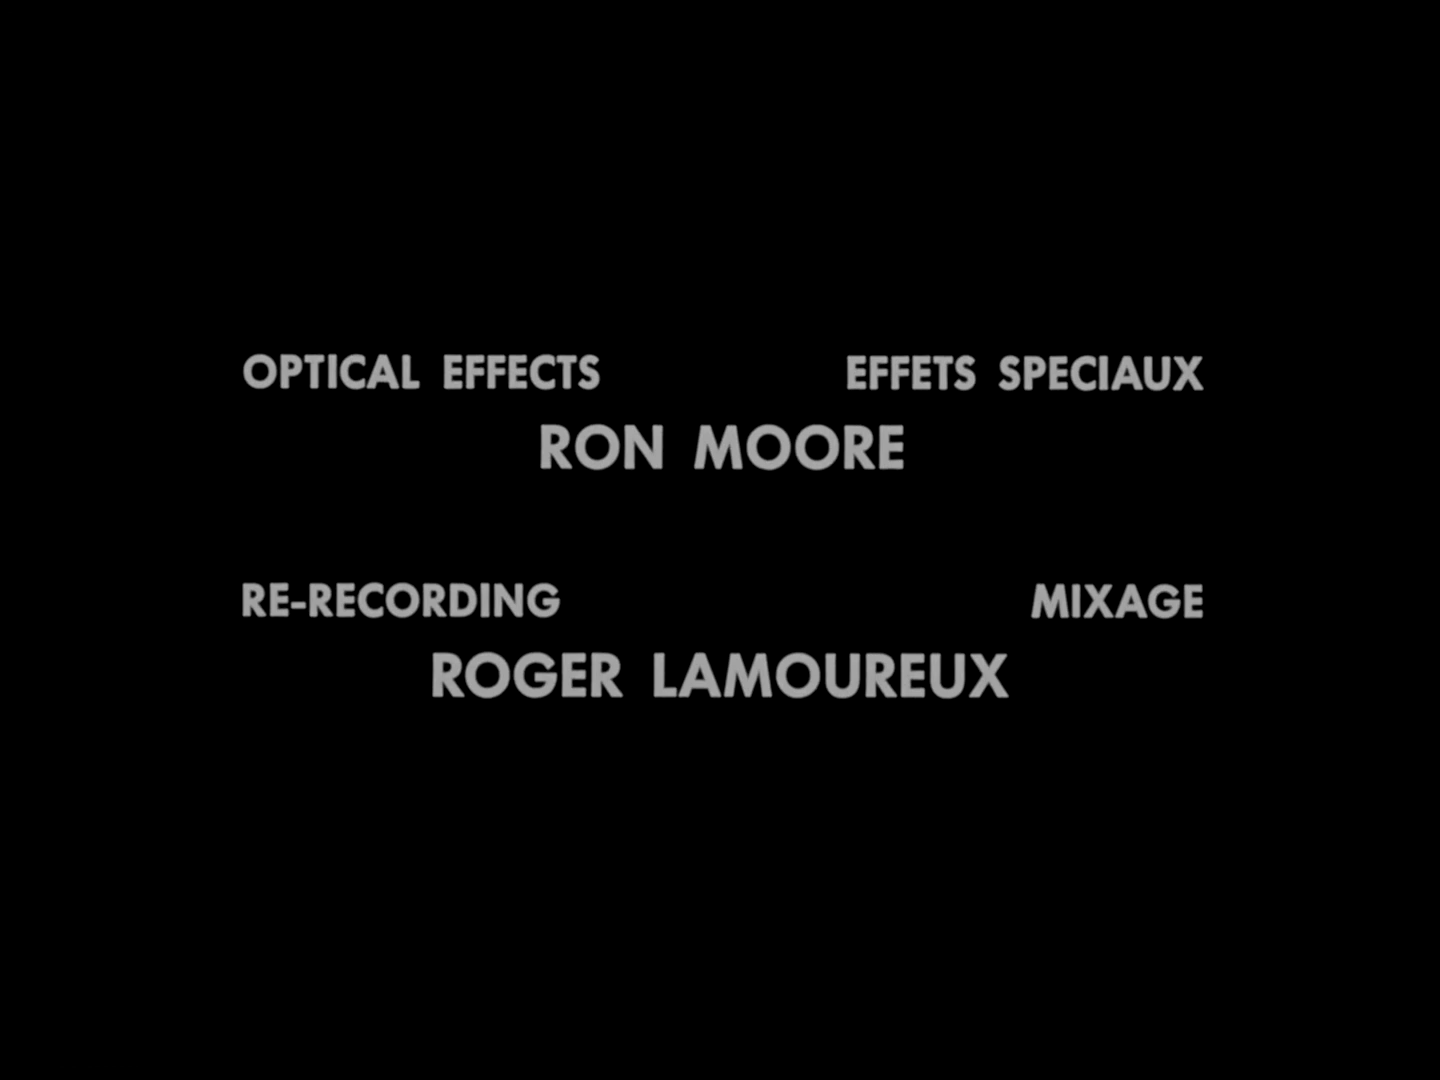 OPTICAL EFFECTS EFFETS SPECIAUX
RON MOORE
RE-RECORDING MIXAGE
ROGER LAMOUREUX